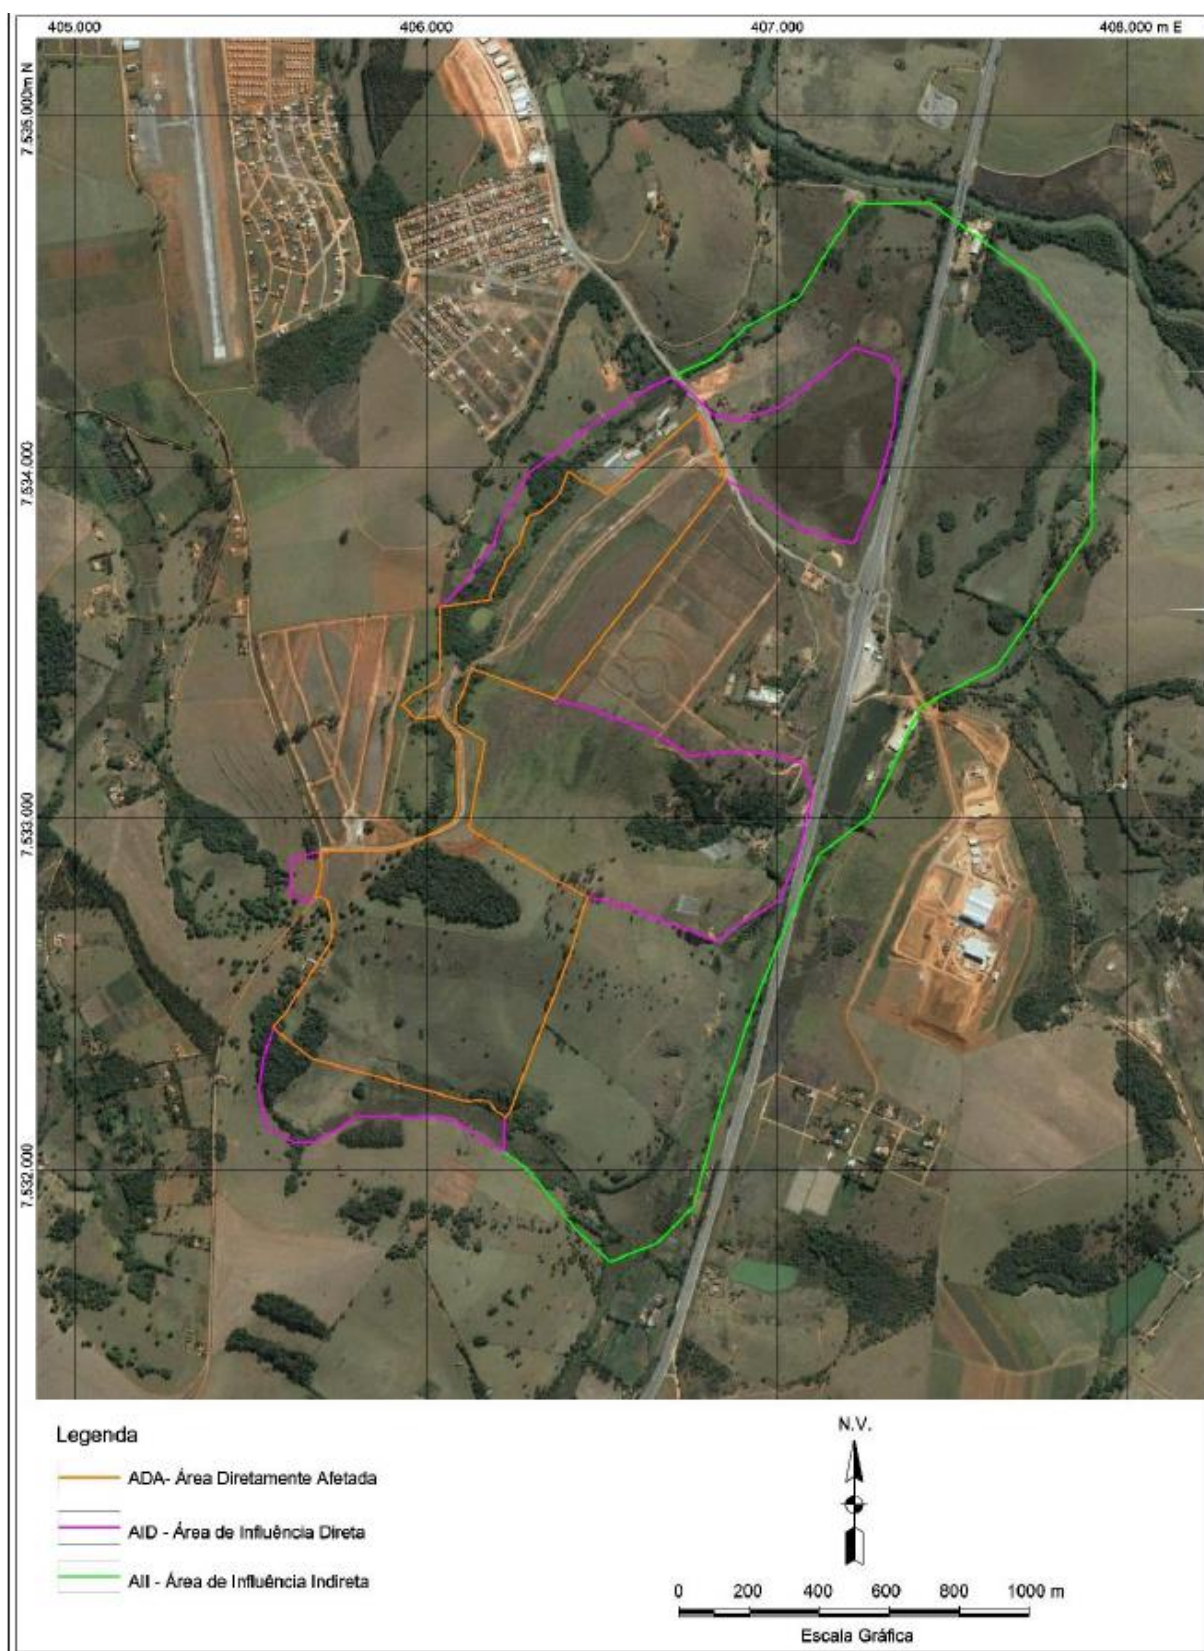 405.000 406.000 407.000 408.000 m E
7.535.000m N
7.534.000
7.533.000
7.532.000
Legenda
N.V.
ADA- Área Diretamente Afetada
AID - Área de Influência Direta
AII - Área de Influência Indireta
0 200 400 600 800 1000 m
Escala Gráfica